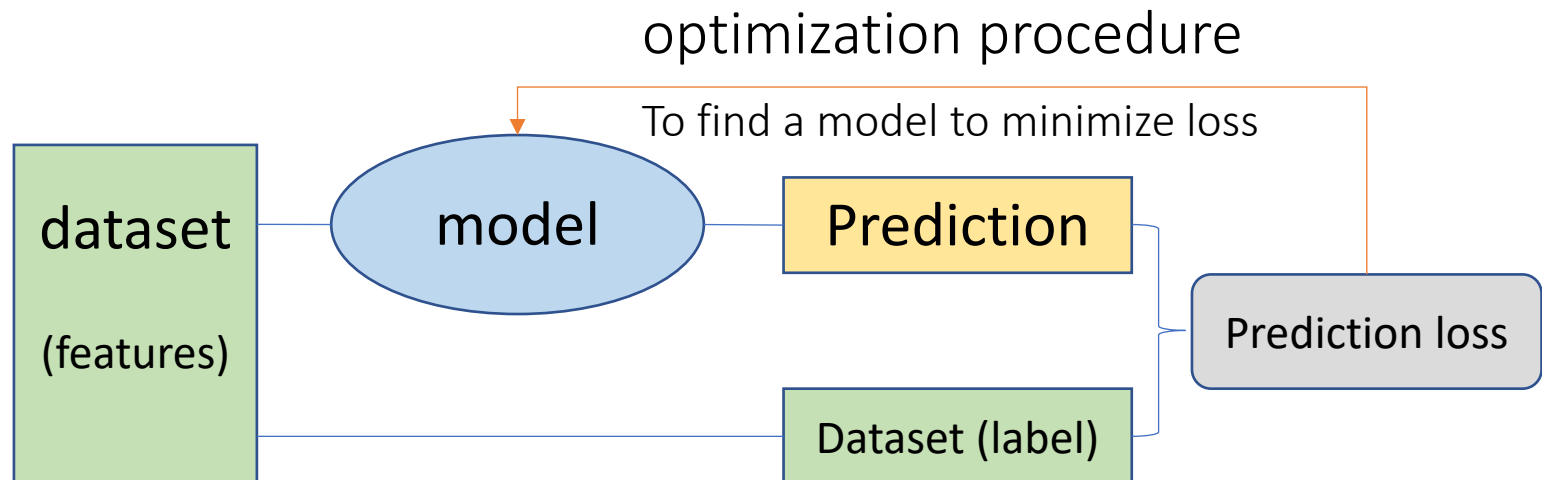 optimization procedure
To find a model to minimize loss
dataset
(features)
model
Prediction
Prediction loss
Dataset (label)